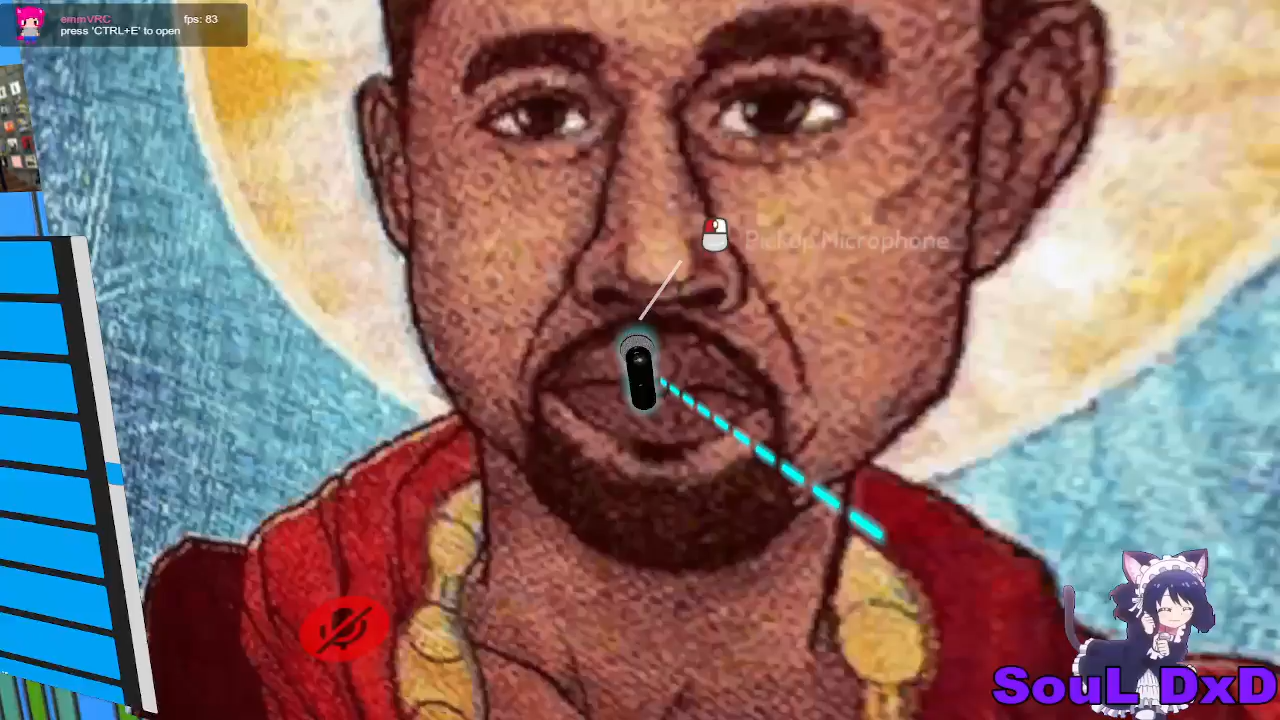 emmVRC fps: 83
press 'CTRL+E' to open
Pickup Microphone
SouL DxD